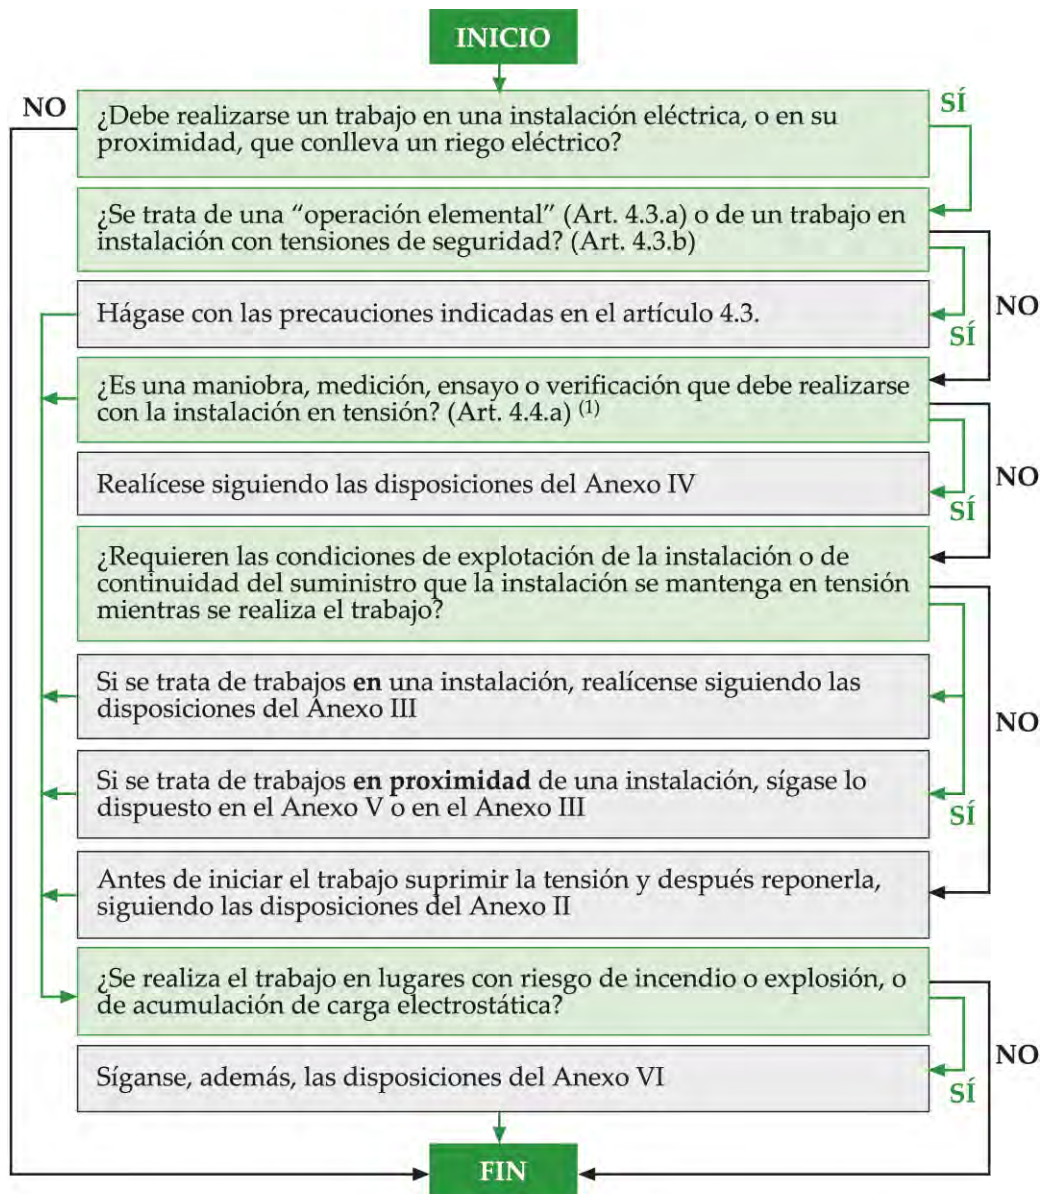 INICIO
NO
SÍ
¿Debe realizarse un trabajo en una instalación eléctrica, o en su
proximidad, que conlleva un riego eléctrico?
¿Se trata de una “operación elemental” (Art. 4.3.a) o de un trabajo en
instalación con tensiones de seguridad? (Art. 4.3.b)
NO
Hágase con las precauciones indicadas en el artículo 4.3.
SÍ
¿Es una maniobra, medición, ensayo o verificación que debe realizarse
con la instalación en tensión? (Art. 4.4.a) (1)
NO
Realícese siguiendo las disposiciones del Anexo IV
SÍ
¿Requieren las condiciones de explotación de la instalación o de
continuidad del suministro que la instalación se mantenga en tensión
mientras se realiza el trabajo?
Si se trata de trabajos en una instalación, realícense siguiendo las
disposiciones del Anexo III
NO
Si se trata de trabajos en proximidad de una instalación, sígase lo
dispuesto en el Anexo V o en el Anexo III
SÍ
Antes de iniciar el trabajo suprimir la tensión y después reponerla,
siguiendo las disposiciones del Anexo II
¿Se realiza el trabajo en lugares con riesgo de incendio o explosión, o
de acumulación de carga electrostática?
NO
Síganse, además, las disposiciones del Anexo VI
SÍ
FIN